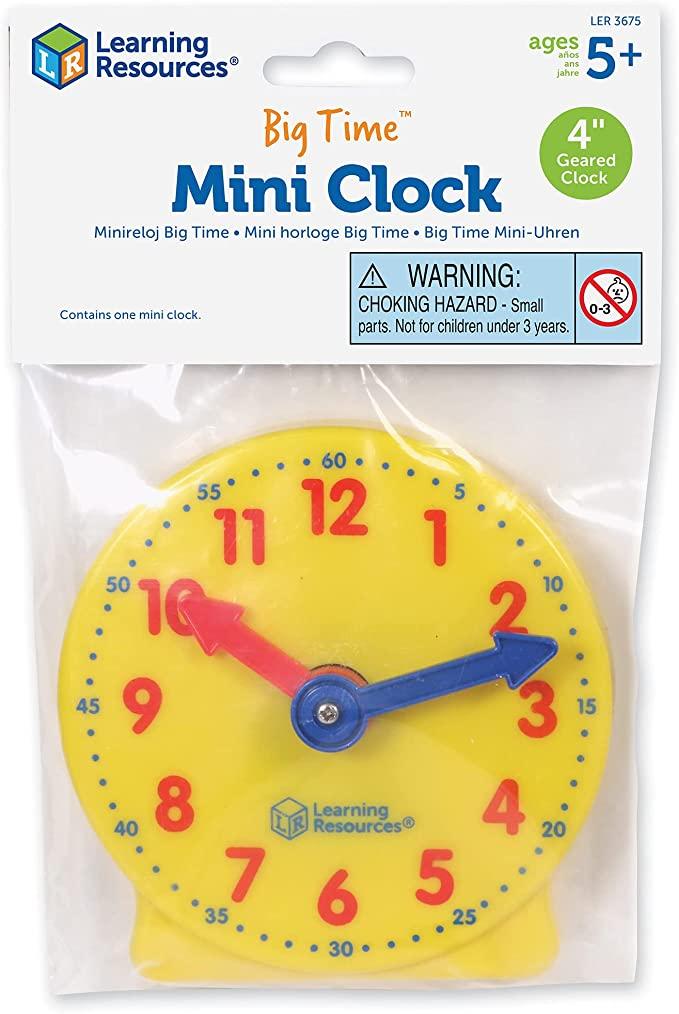 LER 3675
LR Learning
Resources®
ages 5+
años
ans
jahre
Big Time™
Mini Clock
4"
Geared
Clock
Minireloj Big Time • Mini horloge Big Time • Big Time Mini-Uhren
⚠ WARNING:
CHOKING HAZARD - Small
parts. Not for children under 3 years.
0-3
Contains one mini clock.
60
55 5
12
11 1
50 10
10 2
45 9 3 15
8 4
40 20
LR Learning
Resources®
7 5
6
35 25
30